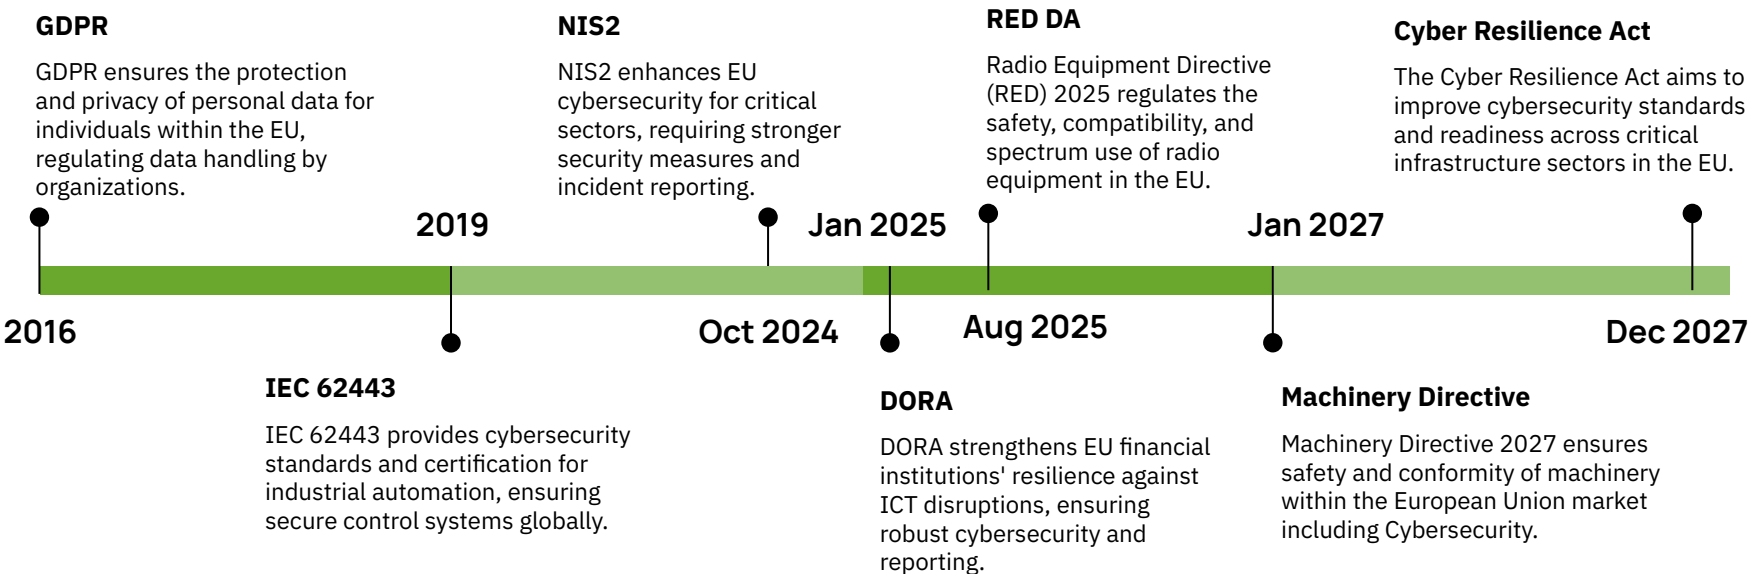 GDPR
GDPR ensures the protection
and privacy of personal data for
individuals within the EU,
regulating data handling by
organizations.
NIS2
NIS2 enhances EU
cybersecurity for critical
sectors, requiring stronger
security measures and
incident reporting.
RED DA
Radio Equipment Directive
(RED) 2025 regulates the
safety, compatibility, and
spectrum use of radio
equipment in the EU.
Cyber Resilience Act
The Cyber Resilience Act aims to
improve cybersecurity standards
and readiness across critical
infrastructure sectors in the EU.
2019
Jan 2025
Jan 2027
2016
Oct 2024
Aug 2025
Dec 2027
IEC 62443
IEC 62443 provides cybersecurity
standards and certification for
industrial automation, ensuring
secure control systems globally.
DORA
DORA strengthens EU financial
institutions' resilience against
ICT disruptions, ensuring
robust cybersecurity and
reporting.
Machinery Directive
Machinery Directive 2027 ensures
safety and conformity of machinery
within the European Union market
including Cybersecurity.